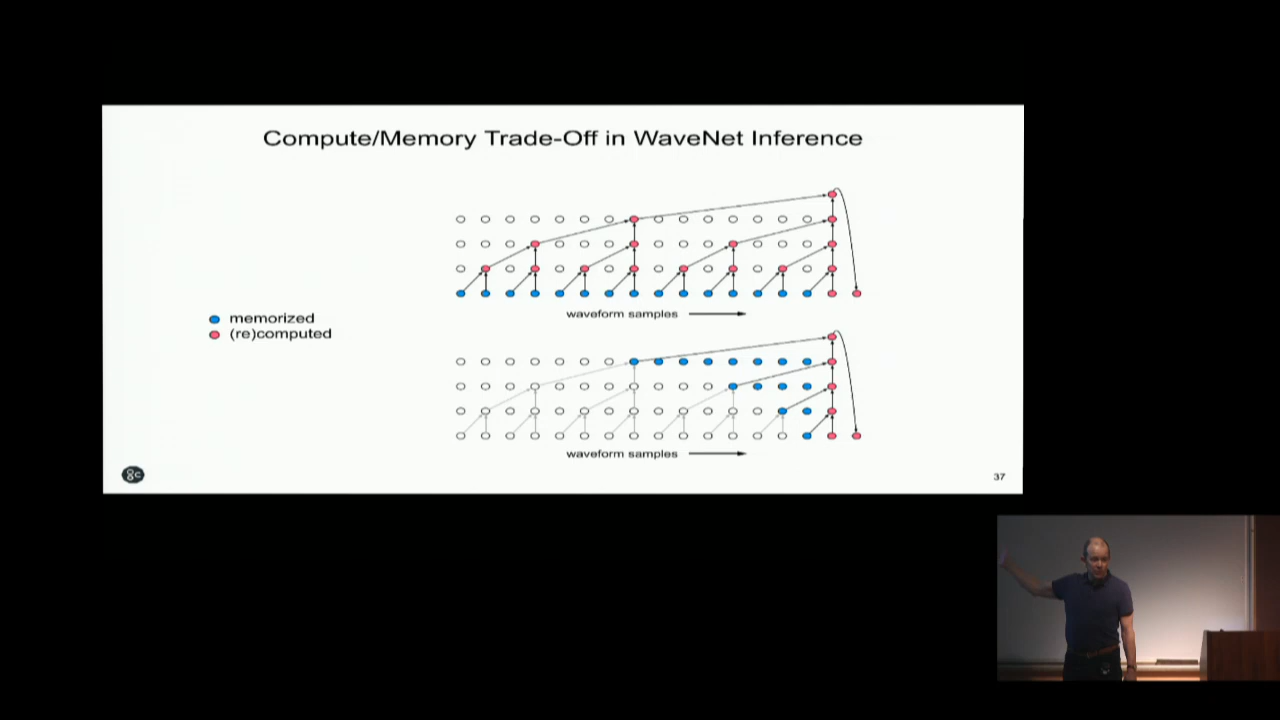 Compute/Memory Trade-Off in WaveNet Inference
waveform samples
memorized
(re)computed
waveform samples
37